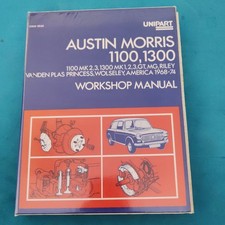 UNIPART
AUSTIN MORRIS
1100,1300
1100 MK 2,3, 1300 MK 1,2,3, GT, MG, RILEY
VANDEN PLAS PRINCESS, WOLSELEY, AMERICA 1968-74
WORKSHOP MANUAL